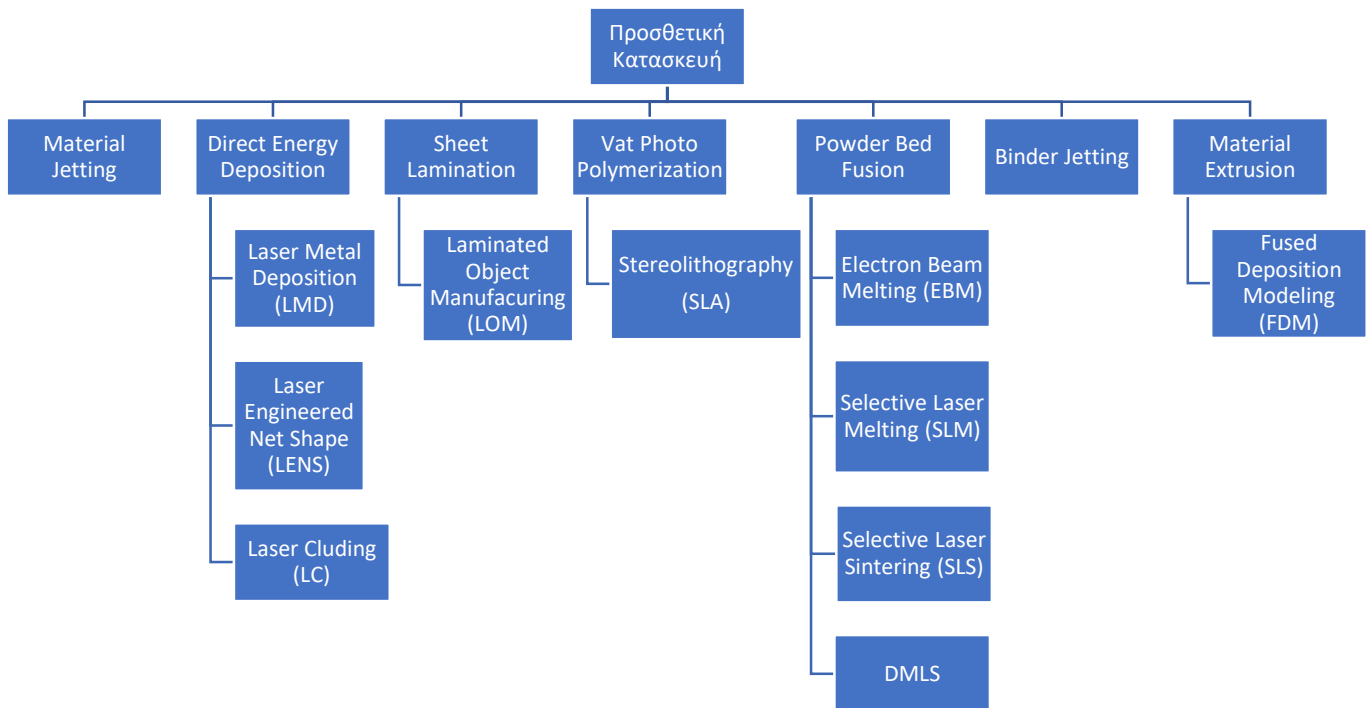 Προσθετική
Κατασκευή
Material
Jetting
Direct Energy
Deposition
Sheet
Lamination
Vat Photo
Polymerization
Powder Bed
Fusion
Binder Jetting
Material
Extrusion
Laser Metal
Deposition
(LMD)
Laser
Engineered
Net Shape
(LENS)
Laser Cluding
(LC)
Laminated
Object
Manufacuring
(LOM)
Stereolithography
(SLA)
Electron Beam
Melting (EBM)
Selective Laser
Melting (SLM)
Selective Laser
Sintering (SLS)
DMLS
Fused
Deposition
Modeling
(FDM)